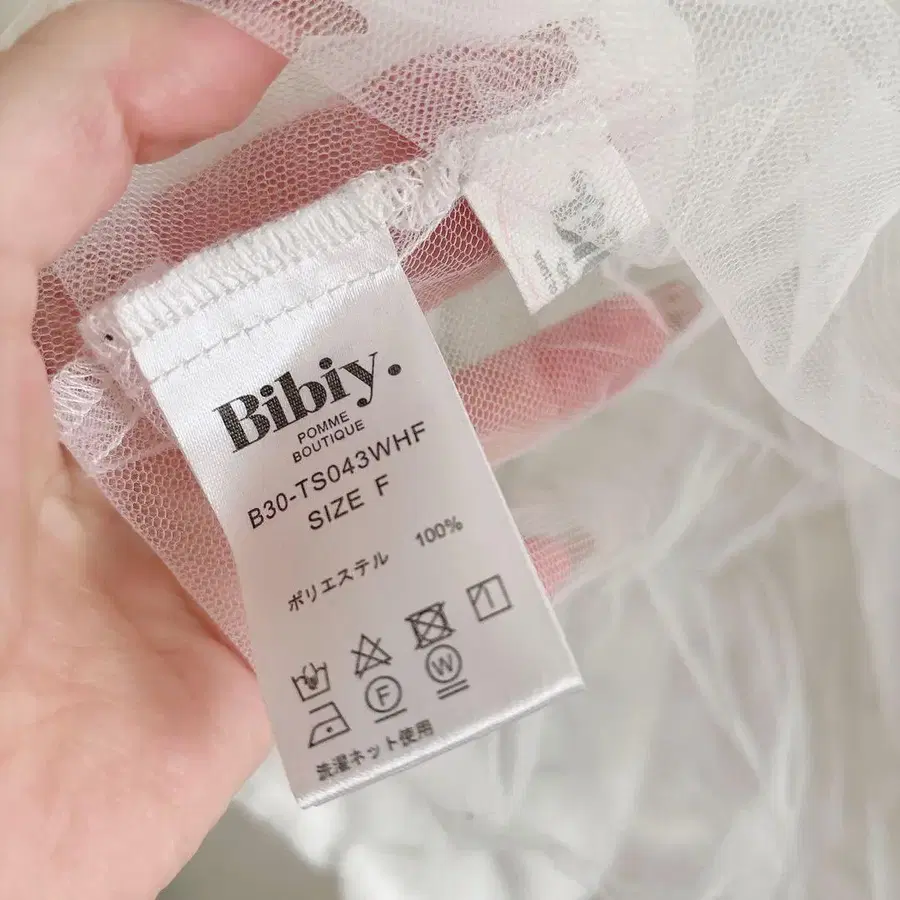 Bibiy.
POMME
BOUTIQUE
B30-TS043WHF
SIZE F
ポリエステル 100%
F W
洗濯ネット使用